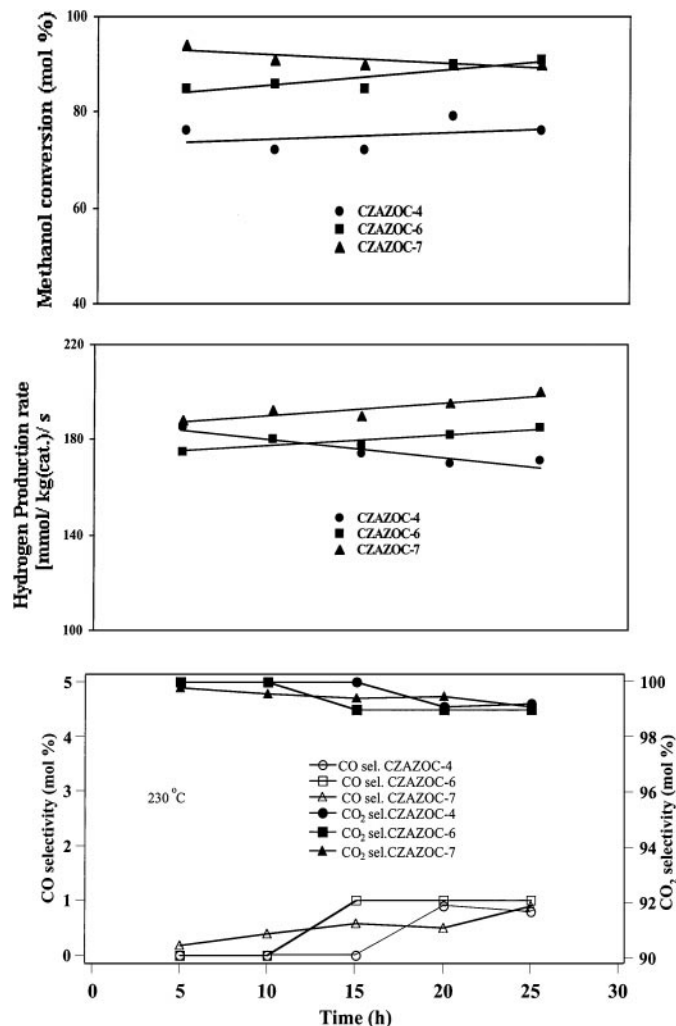 Methanol conversion (mol %)
100
80
60
40
CZAZOC-4
CZAZOC-6
CZAZOC-7
Hydrogen Production rate
[mmol/ kg(cat.)/ s
220
180
140
100
CZAZOC-4
CZAZOC-6
CZAZOC-7
CO selectivity (mol %)
5
4
3
2
1
0
230 °C
CO sel. CZAZOC-4
CO sel. CZAZOC-6
CO sel. CZAZOC-7
CO₂ sel.CZAZOC-4
CO₂ sel.CZAZOC-6
CO₂ sel.CZAZOC-7
100
98
96
94
92
90
CO₂ selectivity (mol %)
0 5 10 15 20 25 30
Time (h)